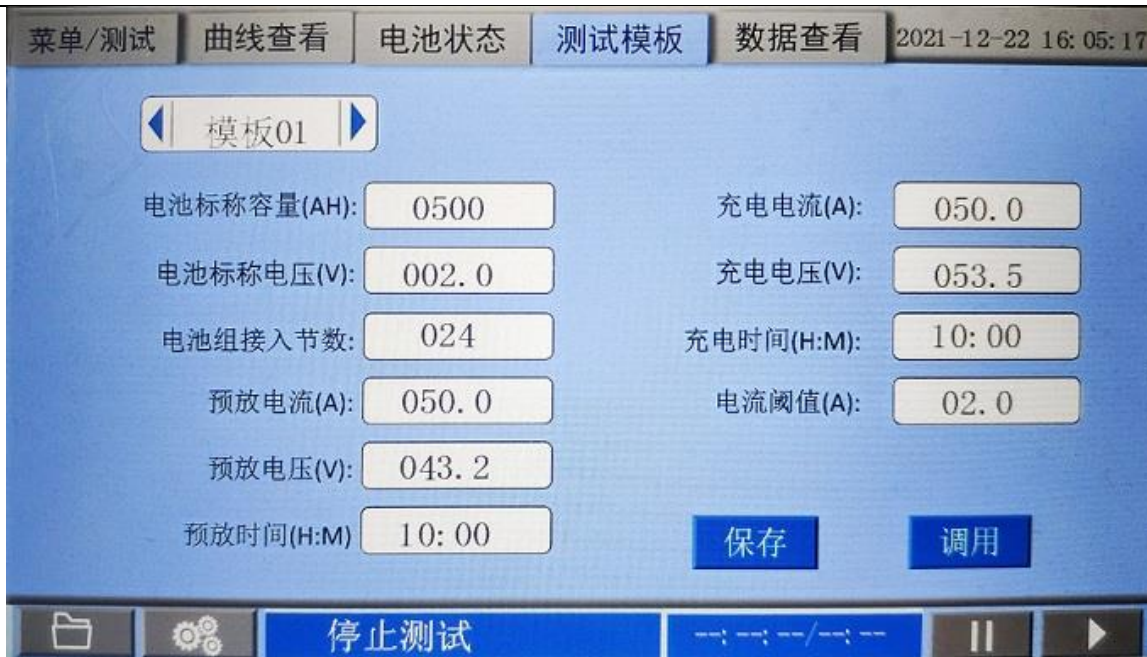 菜单/测试 曲线查看 电池状态 测试模板 数据查看 2021-12-22 16:05:17
模板01
电池标称容量(AH): 0500 充电电流(A): 050.0
电池标称电压(V): 002.0 充电电压(V): 053.5
电池组接入节数: 024 充电时间(H:M): 10:00
预放电流(A): 050.0 电流阈值(A): 02.0
预放电压(V): 043.2
预放时间(H:M) 10:00
保存 调用
停止测试 --:--:--/--:--